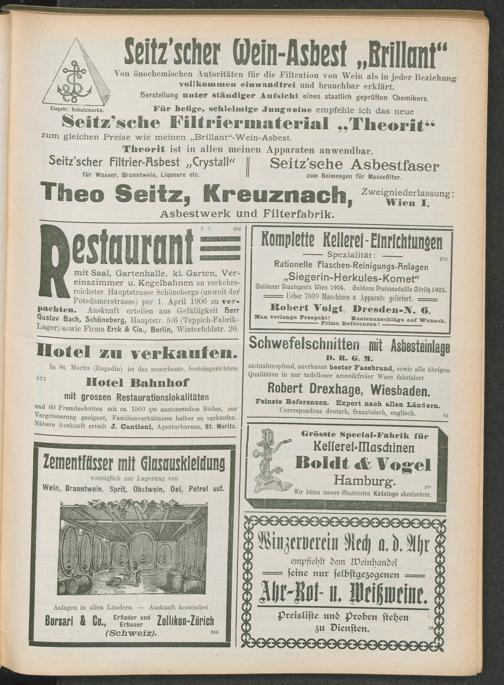 Seitz'scher Wein-Asbest „Brillant“
Von önochemischen Autoritäten für die Filtration von Wein als in jeder Beziehung
vollkommen einwandfrei und brauchbar erklärt.
Herstellung unter ständiger Aufsicht eines staatlich geprüften Chemikers.
Eingetr. Schutzmarke.
Für hefige, schleimige Jungweine empfehle ich das neue
Seitz'sche Filtriermaterial „Theorit“
zum gleichen Preise wie meinen „Brillant“-Wein-Asbest.
Theorit ist in allen meinen Apparaten anwendbar.
Seitz'scher Filtrier-Asbest „Crystall“
für Wasser, Branntwein, Liqueure etc.
Seitz'sche Asbestfaser
zum Beimengen für Massefilter.
Theo Seitz, Kreuznach,
Zweigniederlassung:
Wien I.
Asbestwerk und Filterfabrik.
Restaurant
mit Saal, Gartenhalle, kl. Garten, Ver-
einszimmer u. Kegelbahnen an verkehrs-
reichster Hauptstrasse Schönebergs (unweit der
Potsdamerstrasse) per 1. April 1906 zu ver-
pachten. Auskunft erteilen aus Gefälligkeit Herr
Gustav Bach, Schöneberg, Hauptstr. 5/6 (Teppich-Fabrik-
Lager) sowie Firma Erck & Cie., Berlin, Winterfeldstr. 26.
Hotel zu verkaufen.
In St. Moritz (Engadin) ist das neuerbaute, besteingerichtete
277
Hotel Bahnhof
mit grossen Restaurationslokalitäten
und 60 Fremdenbetten mit ca. 1800 qm anstossendem Boden, zur
Vergrösserung geeignet, Familienverhältnisse halber zu verkaufen.
Nähere Auskunft erteilt J. Cantieni, Agenturbureau, St. Moritz.
Zementfässer mit Glasauskleidung
vorzüglich zur Lagerung von
Wein, Branntwein, Sprit, Obstwein, Oel, Petrol usf.
Anlagen in allen Ländern. — Auskunft kostenfrei
Borsari & Co., Erfinder und Erbauer Zollikon-Zürich
(Schweiz).
Komplette Kellerei-Einrichtungen
Spezialität:
Rationelle Flaschen-Reinigungs-Anlagen
„Siegerin-Herkules-Komet“
Goldener Staatspreis Wien 1904. Goldene Preismedaille Görlitz 1905.
Ueber 7000 Maschinen u. Apparate geliefert.
Robert Voigt, Dresden-N. 6.
Man verlange Prospekt! Kostenanschläge auf Wunsch.
Prima Referenzen!
Schwefelschnitten mit Asbesteinlage
D. R. G. M.
nichtabtropfend, anerkannt bester Fassbrand, sowie alle übrigen
Qualitäten in nur tadelloser arsenikfreier Ware fabriziert
Robert Drexhage, Wiesbaden.
Feinste Referenzen. Export nach allen Ländern.
Correspondenz deutsch, französisch, englisch.
Grösste Special-Fabrik für
Kellerei-Maschinen
Boldt & Vogel
Hamburg.
Wir bitten unsere illustrierten Kataloge abzufordern.
Winzerverein Rech a. d. Ahr
empfiehlt dem Weinhandel
seine nur selbstgezogenen
Ahr-Rot- u. Weißweine.
Preisliste und Proben stehen
zu Diensten.